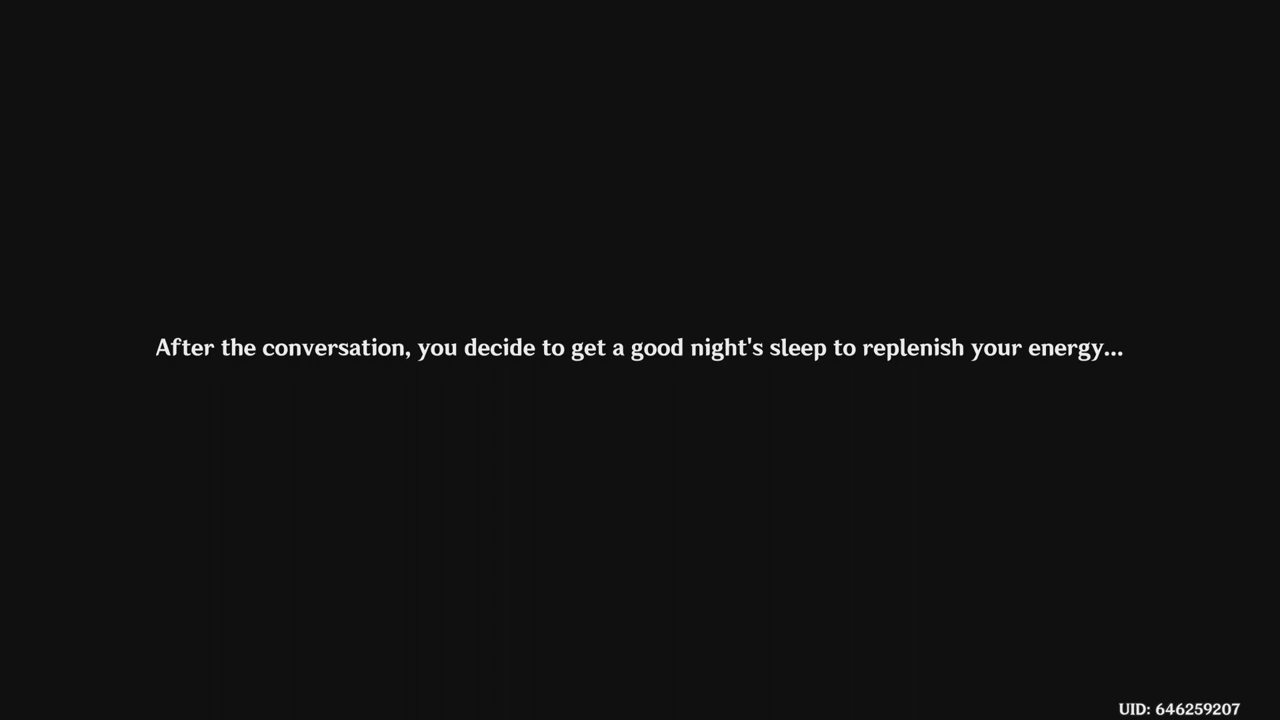 After the conversation, you decide to get a good night's sleep to replenish your energy...
UID: 646259207